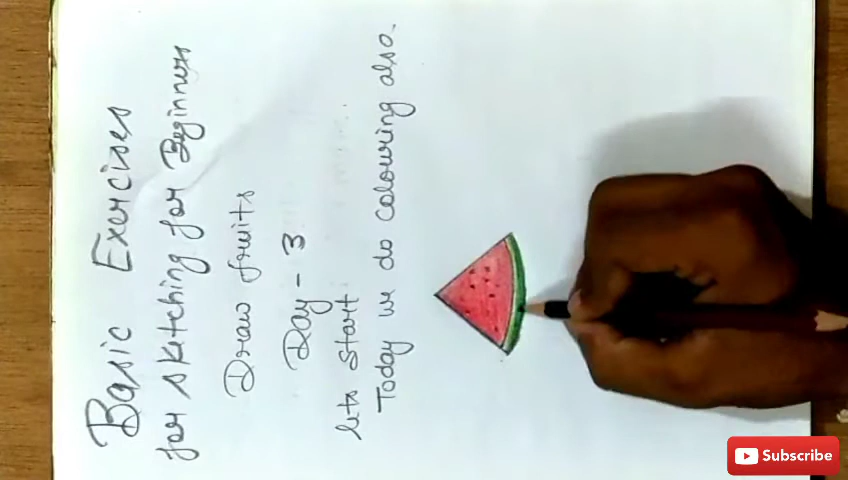 Basic Exercises
for sketching for Beginners
Draw fruits
Day - 3
lets start
Today we do colouring also.
Subscribe